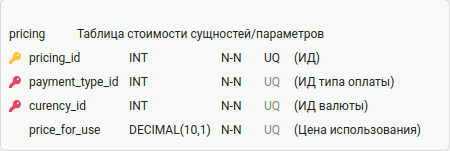 pricing Таблица стоимости сущностей/параметров
pricing_id INT N-N UQ (ИД)
payment_type_id INT N-N UQ (ИД типа оплаты)
curency_id INT N-N UQ (ИД валюты)
price_for_use DECIMAL(10,1) N-N UQ (Цена использования)